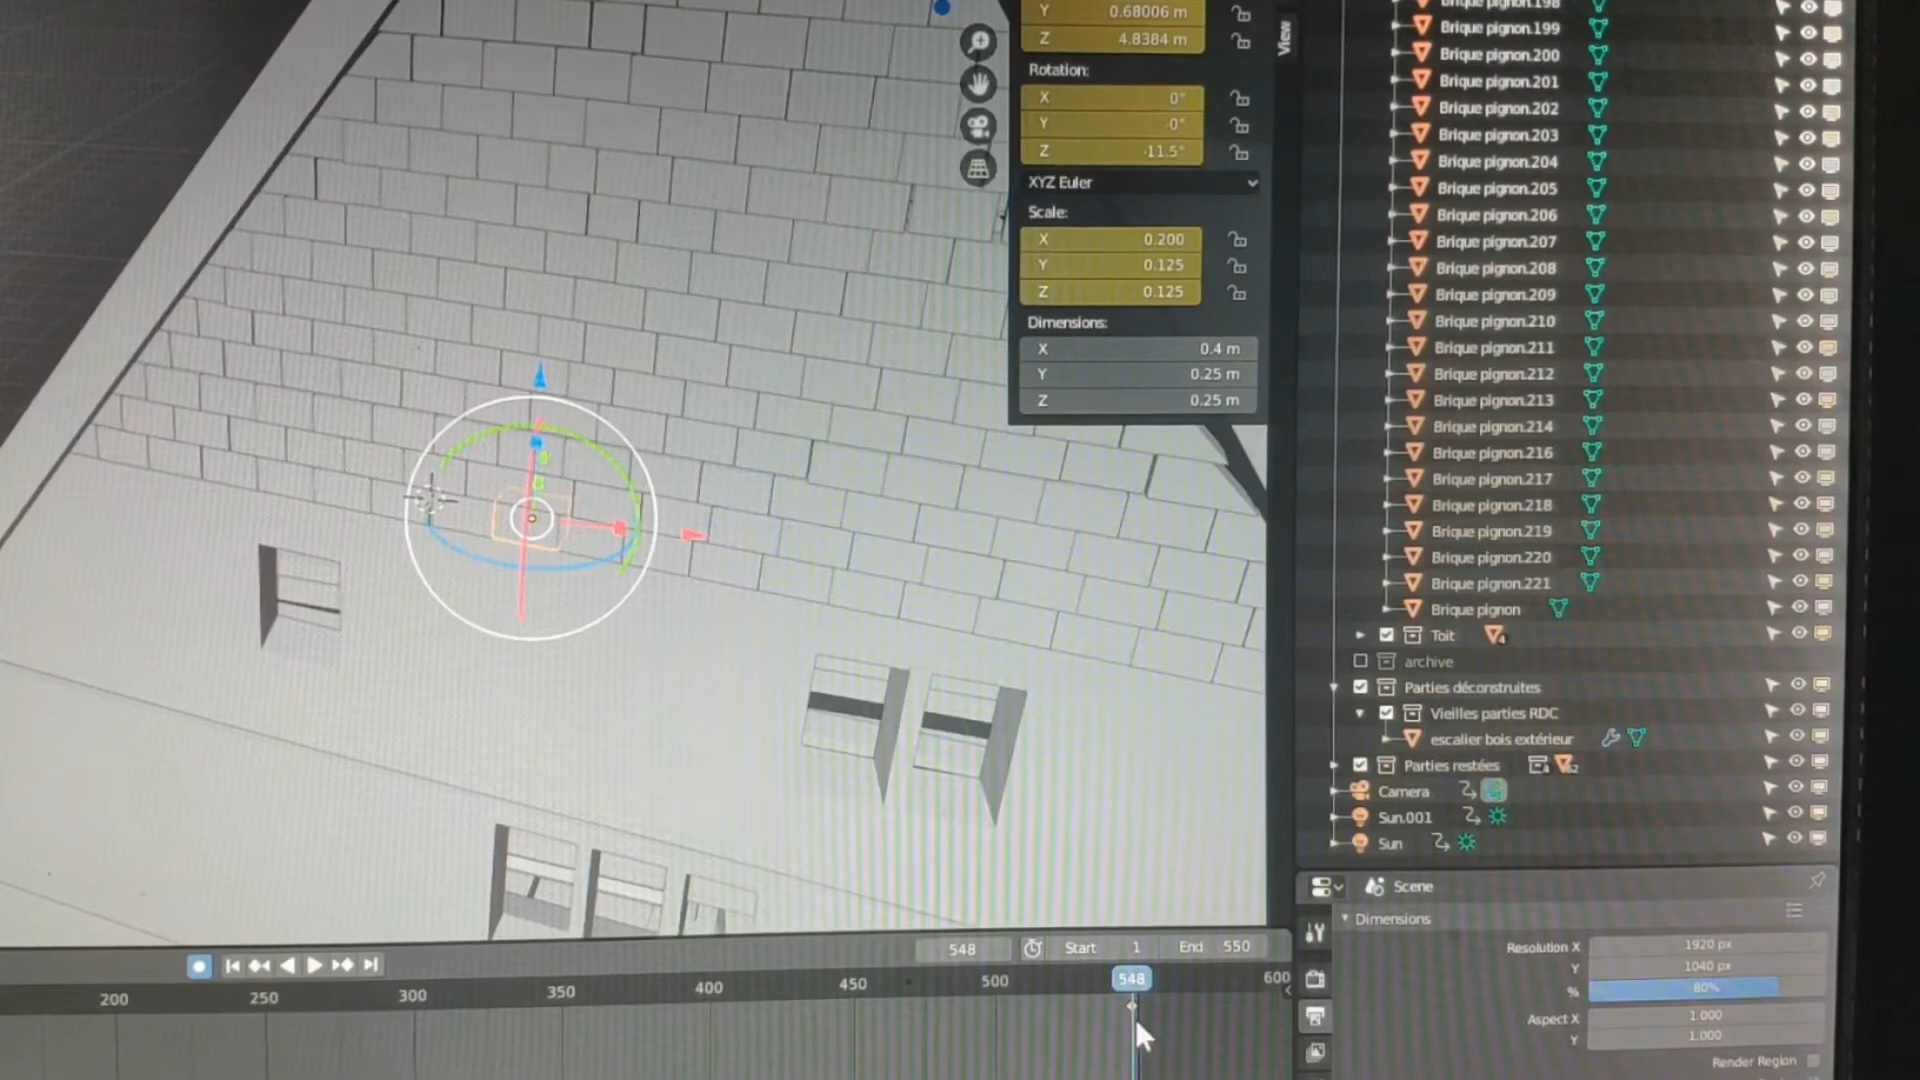 Y 0.68006 m
Z 4.8384 m
Rotation:
X 0°
Y -0°
Z -11.5°
XYZ Euler
Scale:
X 0.200
Y 0.125
Z 0.125
Dimensions:
X 0.4 m
Y 0.25 m
Z 0.25 m
View
Brique pignon.198
Brique pignon.199
Brique pignon.200
Brique pignon.201
Brique pignon.202
Brique pignon.203
Brique pignon.204
Brique pignon.205
Brique pignon.206
Brique pignon.207
Brique pignon.208
Brique pignon.209
Brique pignon.210
Brique pignon.211
Brique pignon.212
Brique pignon.213
Brique pignon.214
Brique pignon.216
Brique pignon.217
Brique pignon.218
Brique pignon.219
Brique pignon.220
Brique pignon.221
Brique pignon
Toit 4
archive
Parties déconstruites
Vieilles parties RDC
escalier bois extérieur
Parties restées
Camera
Sun.001
Sun
Scene
Dimensions
Resolution X 1920 px
Y 1040 px
% 80%
Aspect X 1.000
Y 1.000
Render Region
548 Start 1 End 550
200 250 300 350 400 450 500 548 600